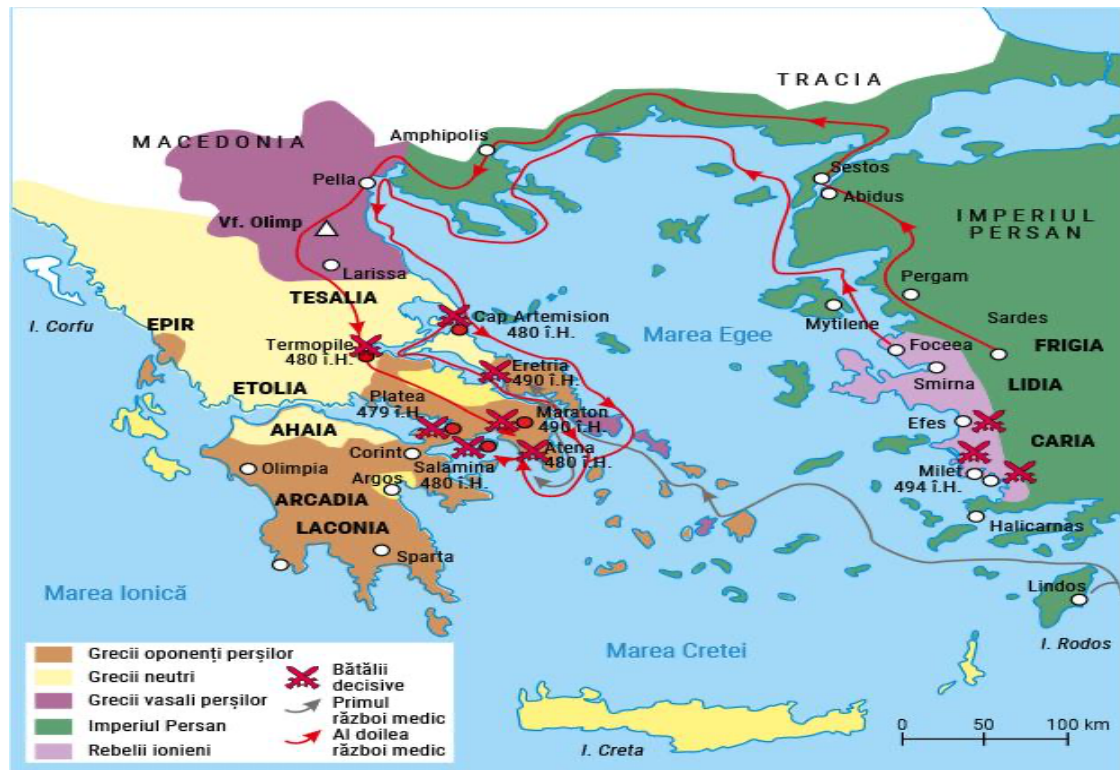 TRACIA
MACEDONIA
Amphipolis
Sestos
Pella
Abidus
Vf. Olimp
IMPERIUL
PERSAN
Larissa
Pergam
TESALIA
I. Corfu
Cap Artemision
480 î.H.
Marea Egee
Mytilene
Sardes
EPIR
Termopile
480 î.H.
Foceea
FRIGIA
Eretria
490 î.H.
Smirna
ETOLIA
LIDIA
Platea
479 î.H.
Maraton
490 î.H.
AHAIA
Efes
CARIA
Corint
Atena
480 î.H.
Olimpia
Salamina
480 î.H.
Milet
494 î.H.
Argos
ARCADIA
LACONIA
Halicarnas
Sparta
Marea Ionică
Lindos
Marea Cretei
I. Rodos
Grecii oponenți perșilor
Grecii neutri
Grecii vasali perșilor
Imperiul Persan
Rebelii ionieni
Bătălii
decisive
Primul
război medic
Al doilea
război medic
I. Creta
0 50 100 km